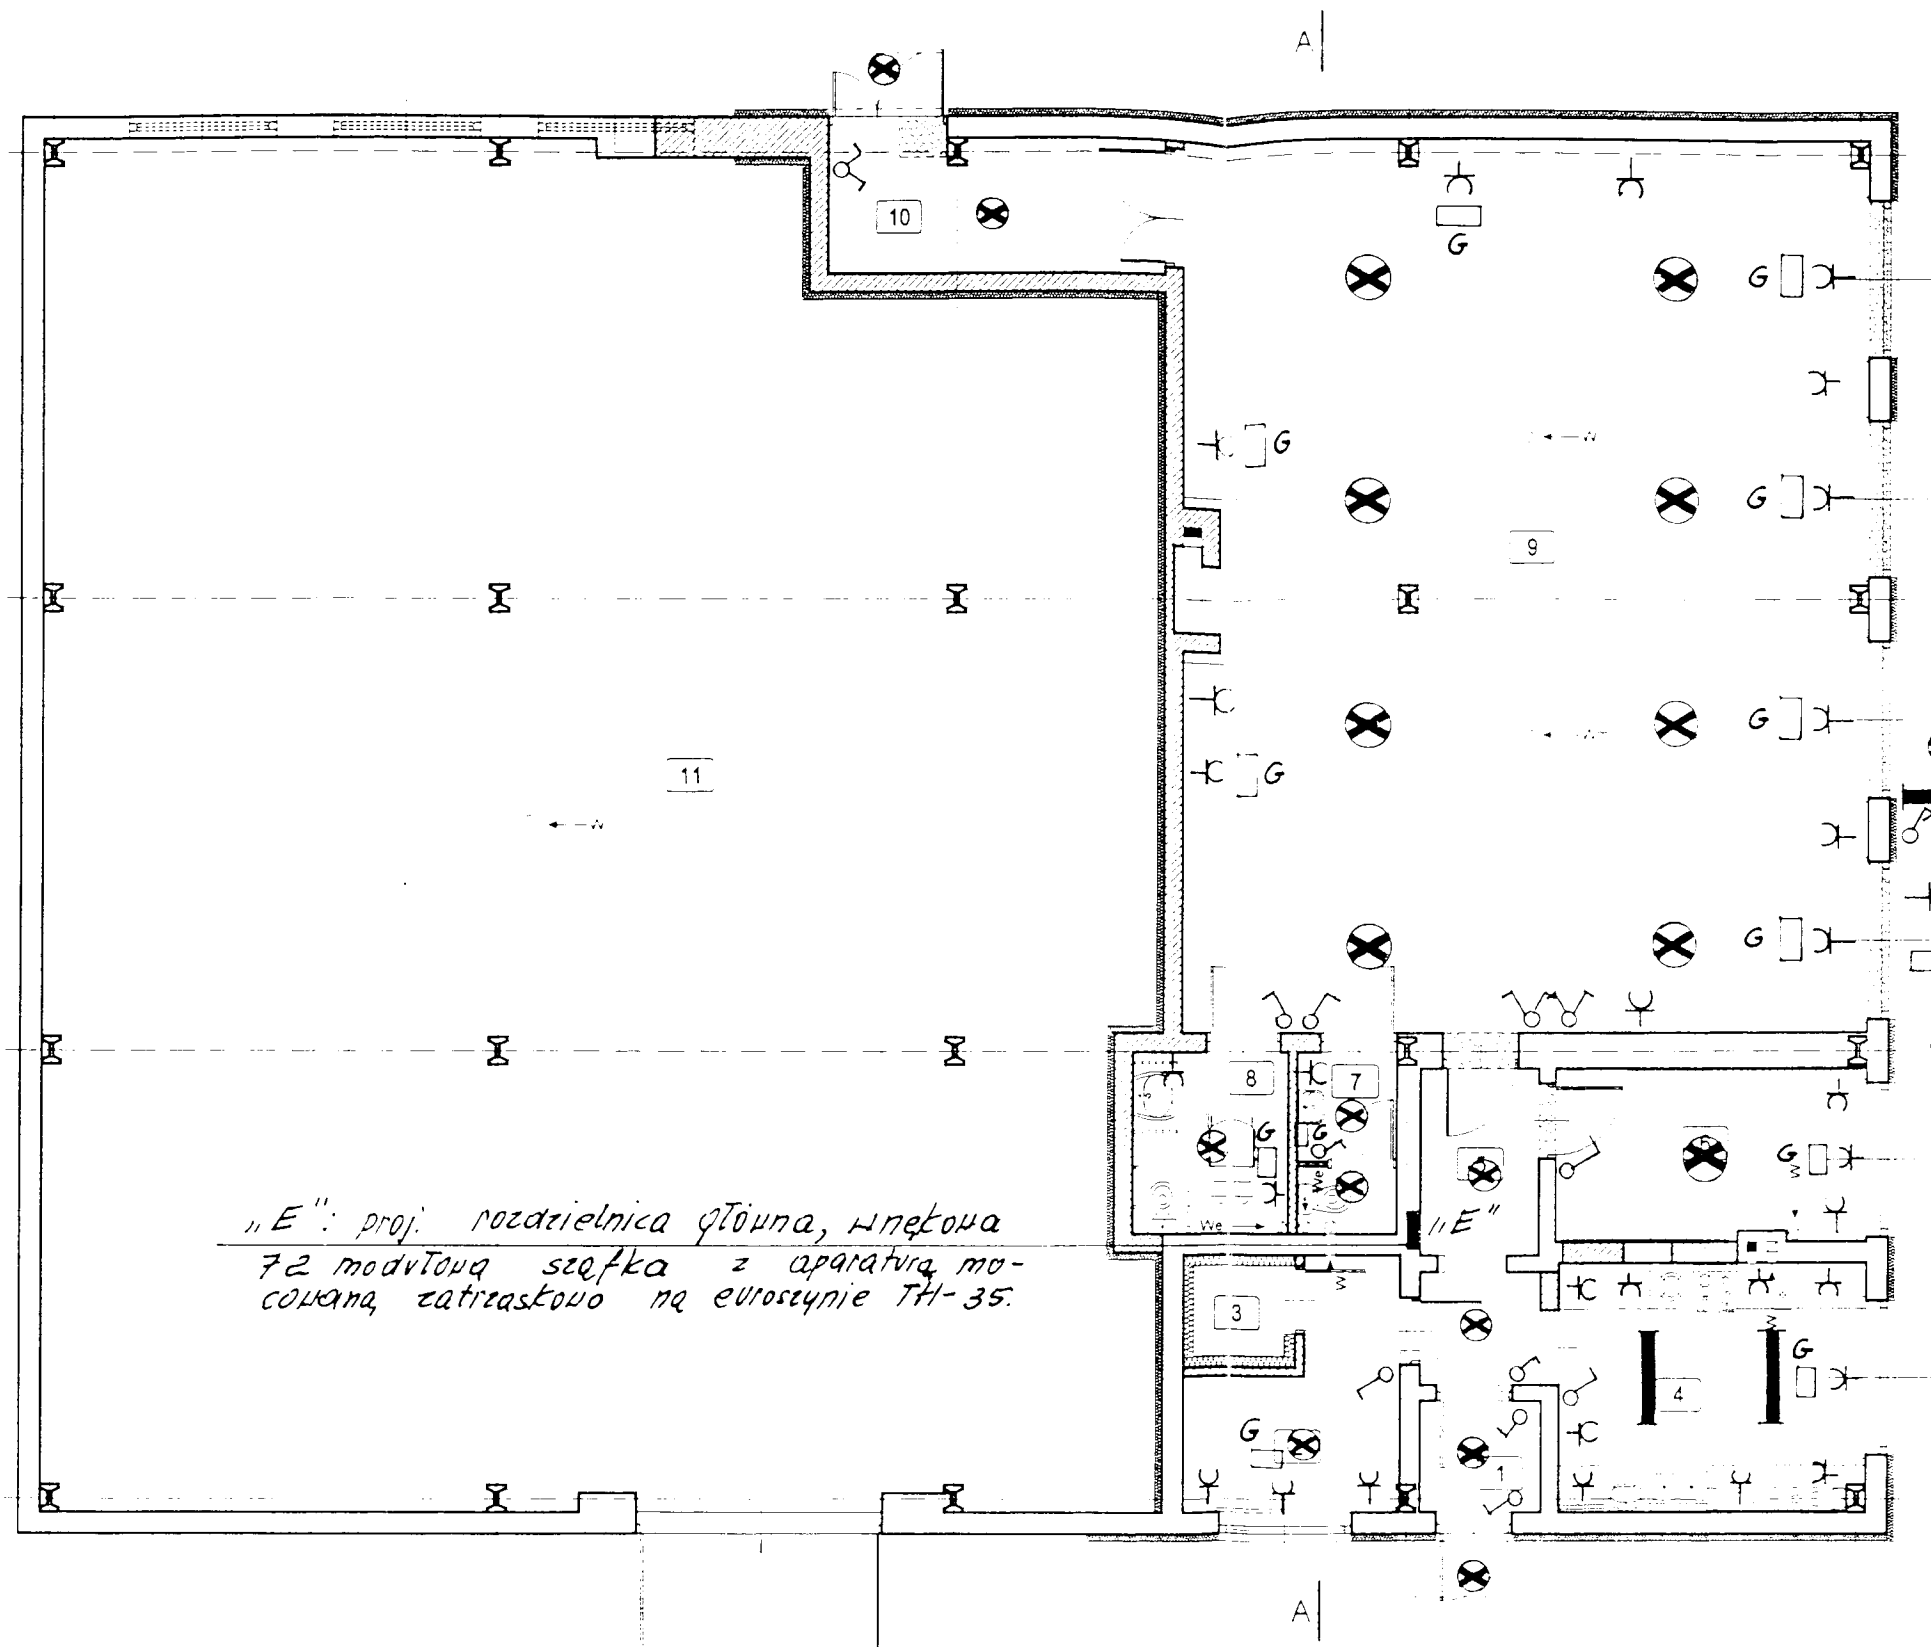 A
10
G
G
G
W
G
9
G
W
G
11
W
G
8
7
5
G
G
G
W
We
We
„E": proj. rozdzielnica główna, wnękowa
72 modułowa szafka z aparaturą mo-
cowaną zatrzaskowo na euroszynie TH-35.
"E"
W
3
W
G
4
G
1
A